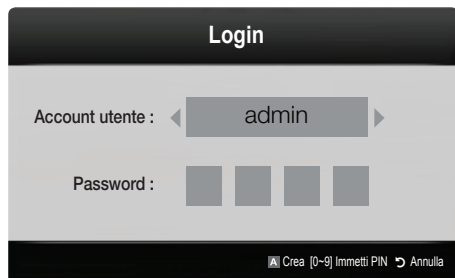 Login
Account utente : admin
Password :
A Crea [0~9] Immetti PIN Annulla